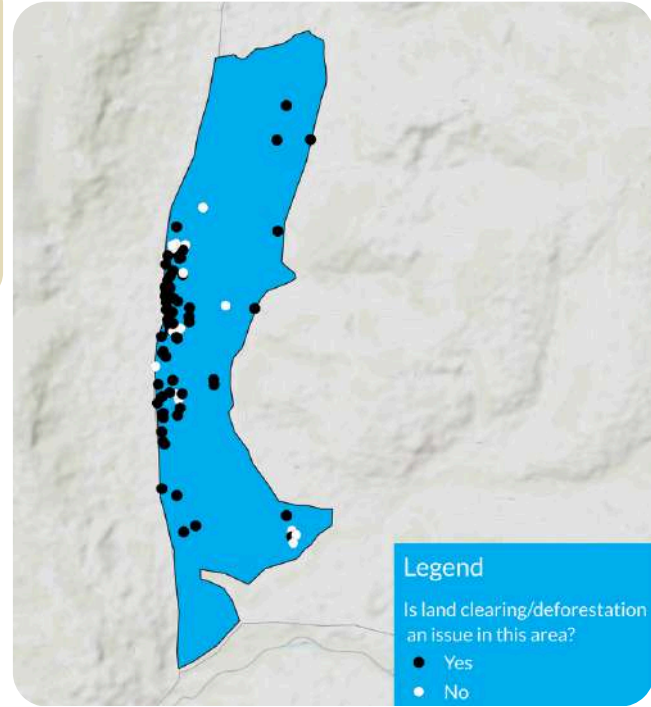 Legend
Is land clearing/deforestation
an issue in this area?
Yes
No